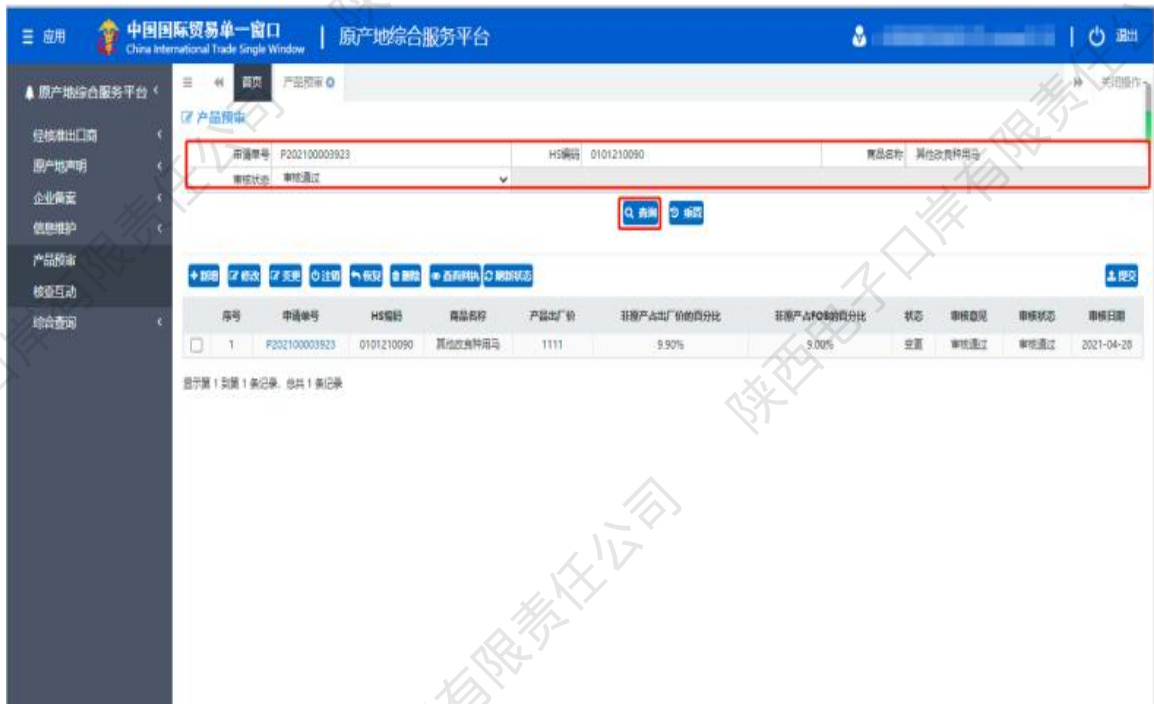 应用
中国国际贸易单一窗口
China International Trade Single Window
原产地综合服务平台
退出
原产地综合服务平台
首页 产品预审
关闭操作
产品预审
经核准出口商
原产地声明
企业备案
信息维护
产品预审
核查互动
综合查询
申请单号 P202100003923 HS编码 0101210090 商品名称 其他改良种用马
审核状态 审核通过
查询 重置
新增 修改 变更 注销 恢复 删除 查看回执 刷新状态 提交
序号 申请单号 HS编码 商品名称 产品出厂价 非原产占出厂价的百分比 非原产占FOB的百分比 状态 审核意见 审核状态 审核日期
1 P202100003923 0101210090 其他改良种用马 1111 9.90% 9.00% 变更 审核通过 审核通过 2021-04-28
显示第 1 到第 1 条记录, 总共 1 条记录
陕西电子口岸有限责任公司